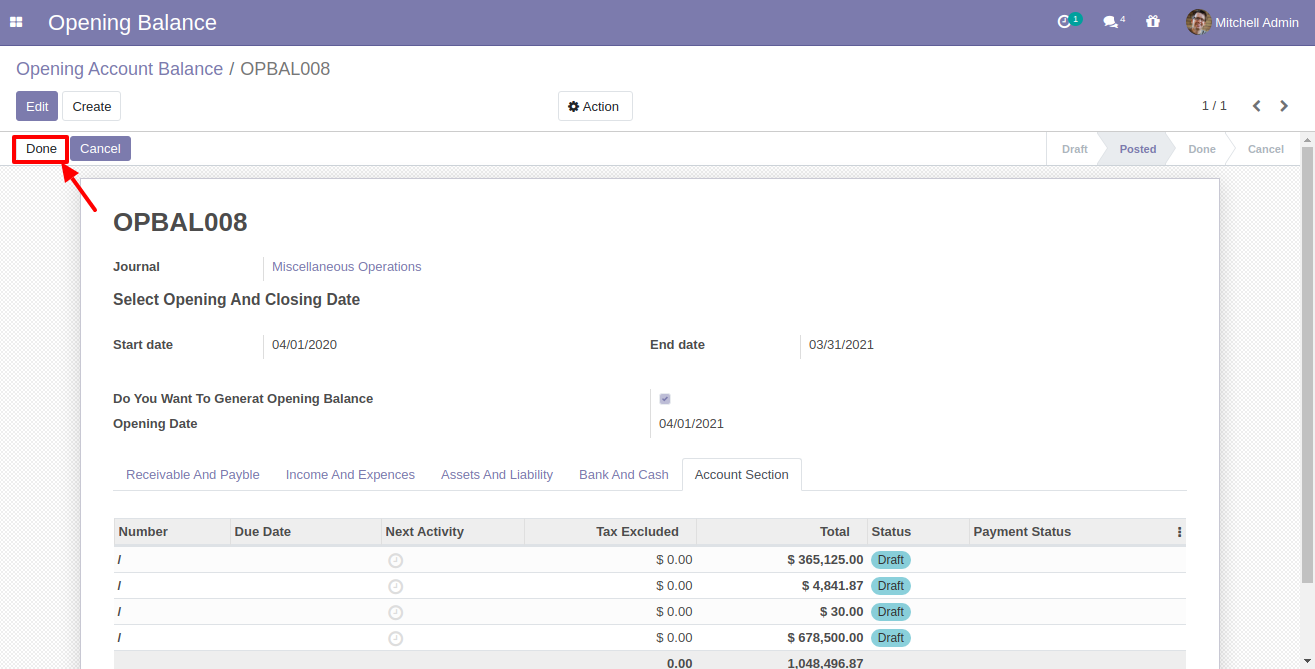 Opening Balance 1 4 Mitchell Admin
Opening Account Balance / OPBAL008
Edit Create Action 1 / 1
Done Cancel Draft Posted Done Cancel
OPBAL008
Journal Miscellaneous Operations
Select Opening And Closing Date
Start date 04/01/2020 End date 03/31/2021
Do You Want To Generat Opening Balance
Opening Date 04/01/2021
Receivable And Payble Income And Expences Assets And Liability Bank And Cash Account Section
Number Due Date Next Activity Tax Excluded Total Status Payment Status
/ $ 0.00 $ 365,125.00 Draft
/ $ 0.00 $ 4,841.87 Draft
/ $ 0.00 $ 30.00 Draft
/ $ 0.00 $ 678,500.00 Draft
0.00 1,048,496.87